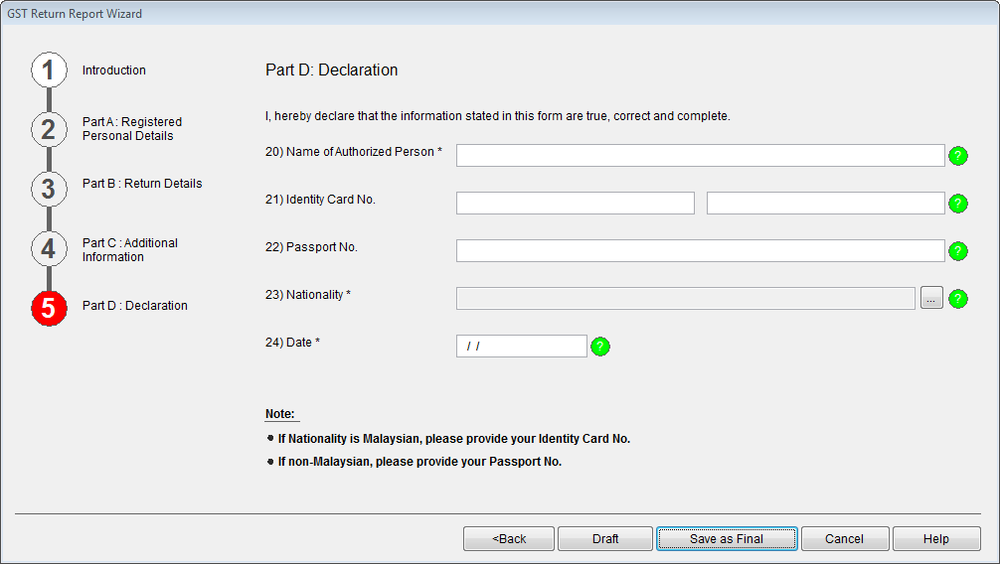 GST Return Report Wizard
1
Introduction
2
Part A : Registered
Personal Details
3
Part B : Return Details
4
Part C : Additional
Information
5
Part D : Declaration
Part D: Declaration
I, hereby declare that the information stated in this form are true, correct and complete.
20) Name of Authorized Person *
?
21) Identity Card No.
?
22) Passport No.
?
23) Nationality *
...
?
24) Date *
/ /
?
Note:
• If Nationality is Malaysian, please provide your Identity Card No.
• If non-Malaysian, please provide your Passport No.
<Back
Draft
Save as Final
Cancel
Help